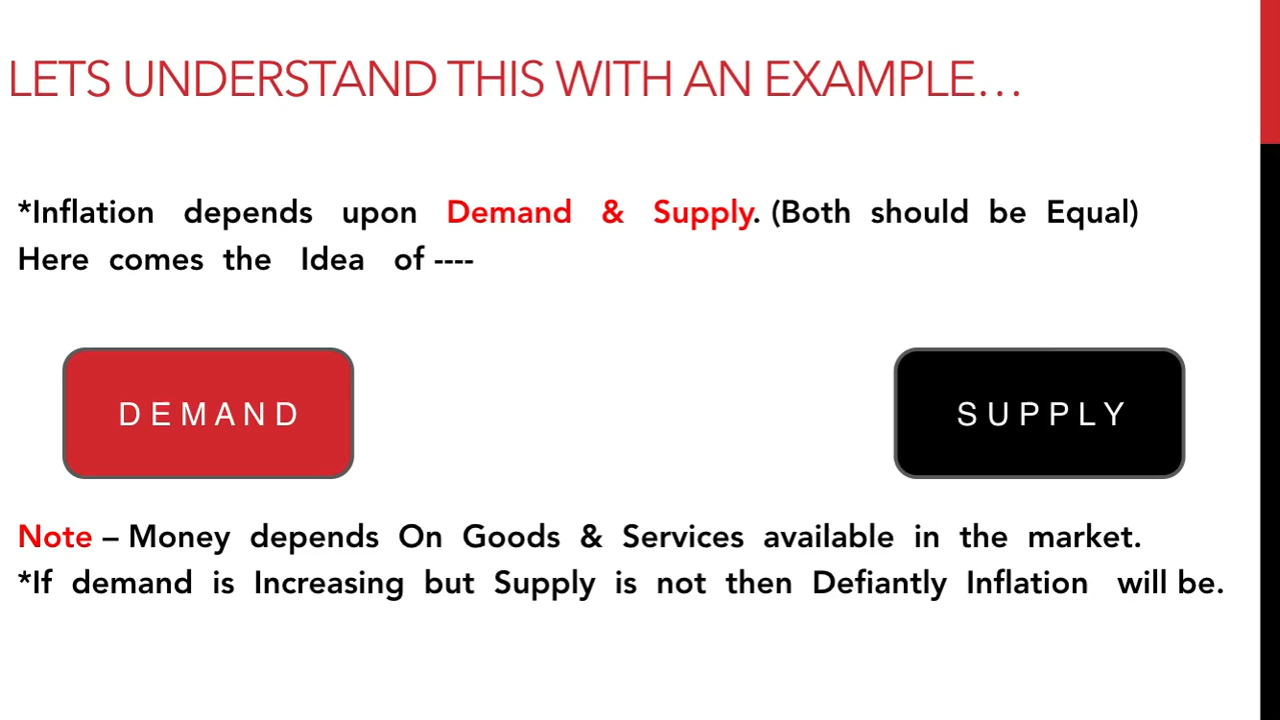 LETS UNDERSTAND THIS WITH AN EXAMPLE...
*Inflation depends upon Demand & Supply. (Both should be Equal)
Here comes the Idea of ----
DEMAND
SUPPLY
Note – Money depends On Goods & Services available in the market.
*If demand is Increasing but Supply is not then Defiantly Inflation will be.